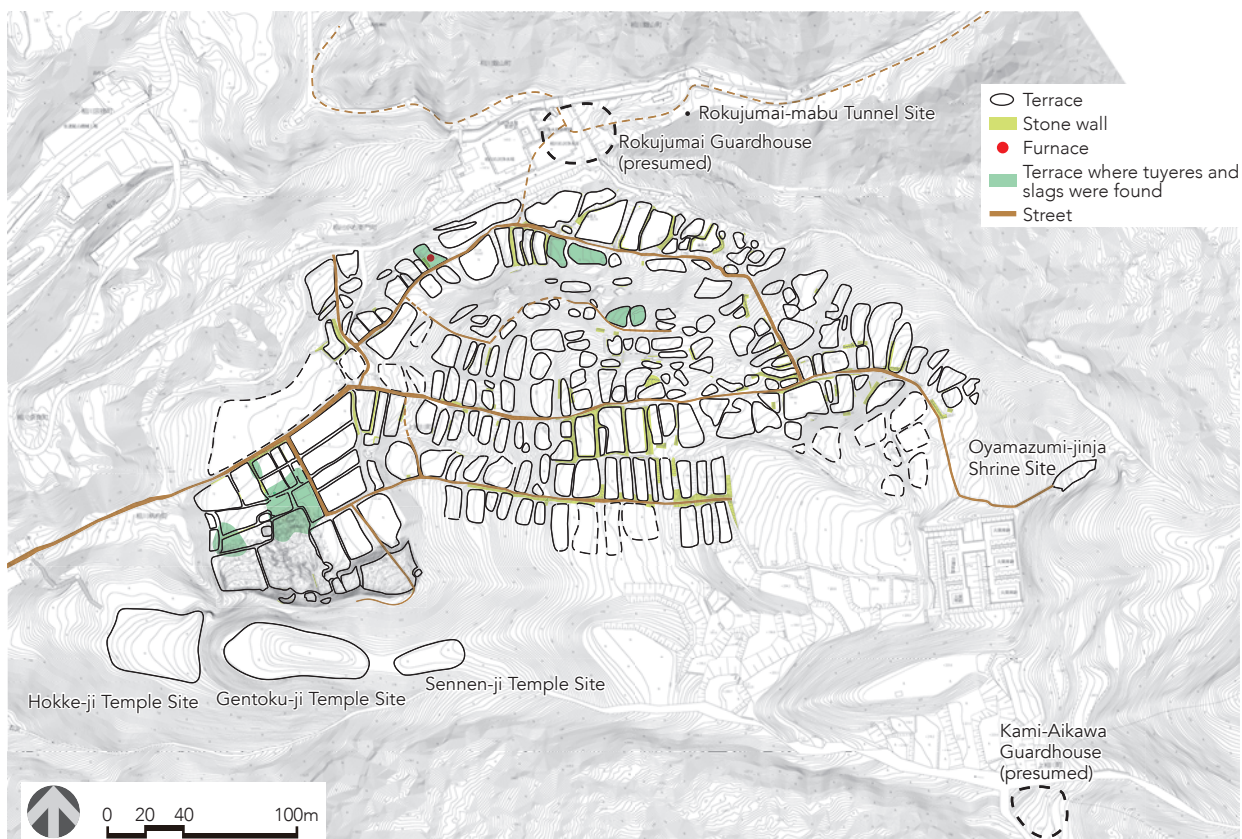 Rokujumai-mabu Tunnel Site
Rokujumai Guardhouse
(presumed)
Terrace
Stone wall
Furnace
Terrace where tuyeres and
slags were found
Street
Oyamazumi-jinja
Shrine Site
Hokke-ji Temple Site
Gentoku-ji Temple Site
Sennen-ji Temple Site
Kami-Aikawa
Guardhouse
(presumed)
0 20 40 100m